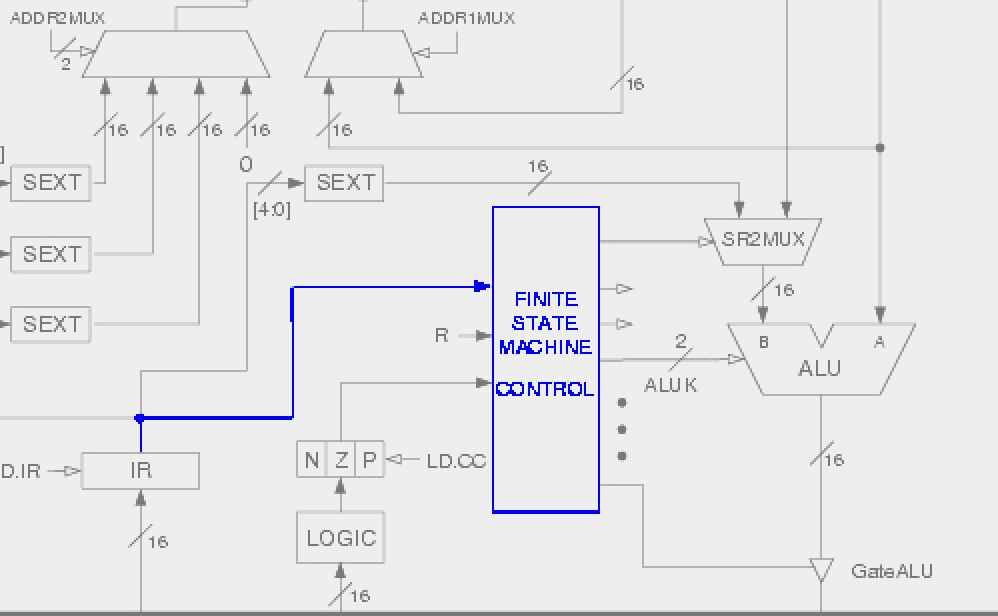 ADDR2MUX
ADDR1MUX
2
16
16 16 16 16 16
]
0
16
SEXT
SEXT
[4:0]
SR2MUX
SEXT
16
FINITE
STATE
MACHINE
CONTROL
SEXT
R
2
B A
ALU
ALUK
D.IR
IR
N Z P
LD.CC
16
16
LOGIC
GateALU
16